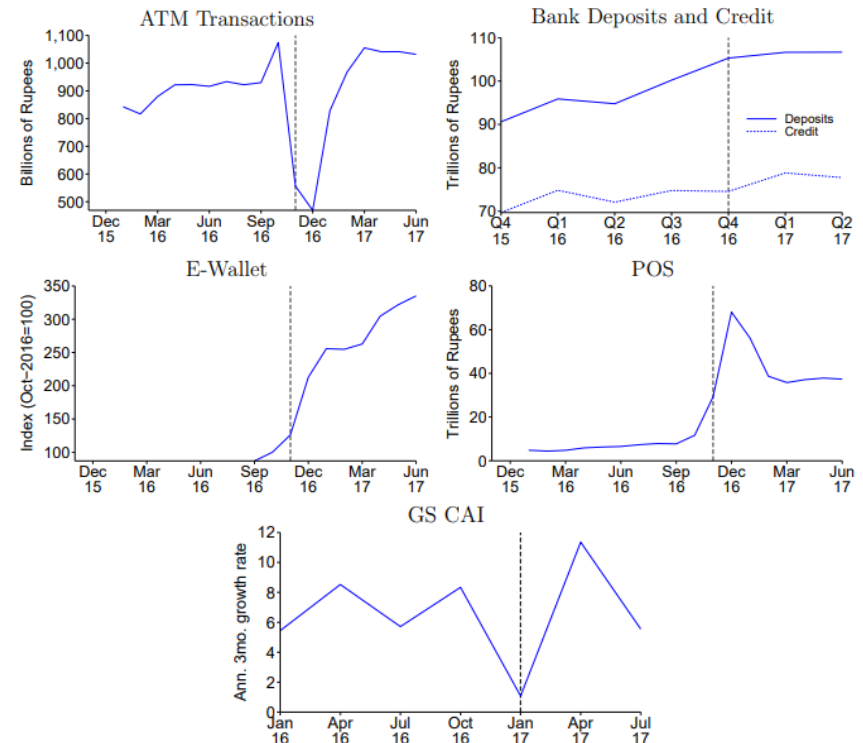 ATM Transactions
1,100
1,000
900
800
700
600
500
Billions of Rupees
Dec Mar Jun Sep Dec Mar Jun
15 16 16 16 16 17 17
Bank Deposits and Credit
110
100
90
80
70
Trillions of Rupees
Deposits
Credit
Q4 Q1 Q2 Q3 Q4 Q1 Q2
15 16 16 16 16 17 17
E-Wallet
350
300
250
200
150
100
Index (Oct-2016=100)
Dec Mar Jun Sep Dec Mar Jun
15 16 16 16 16 17 17
POS
80
60
40
20
0
Trillions of Rupees
Dec Mar Jun Sep Dec Mar Jun
15 16 16 16 16 17 17
GS CAI
12
10
8
6
4
2
0
Ann. 3mo. growth rate
Jan Apr Jul Oct Jan Apr Jul
16 16 16 16 17 17 17